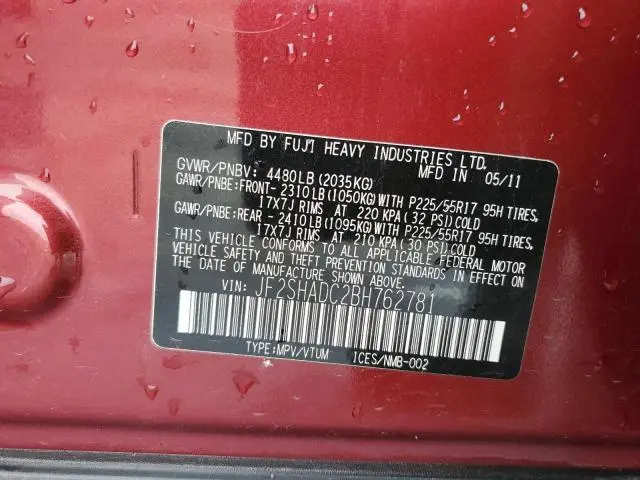 MFD BY FUJI HEAVY INDUSTRIES LTD.
GVWR/PNBV: 4480LB (2035KG) MFD IN 05/11
GAWR/PNBE:FRONT- 2310LB (1050KG) WITH P225/55R17 95H TIRES,
17X7J RIMS AT 220 KPA (32 PSI) COLD
GAWR/PNBE:REAR - 2410LB (1095KG) WITH P225/55R17 95H TIRES,
17X7J RIMS AT 210 KPA (30 PSI) COLD
THIS VEHICLE CONFORMS TO ALL APPLICABLE FEDERAL MOTOR
VEHICLE SAFETY AND THEFT PREVENTION STANDARDS IN EFFECT
ON THE DATE OF MANUFACTURE SHOWN ABOVE.
VIN: JF2SHADC2BH762781
TYPE:MPV/VTUM ICES/NMB-002